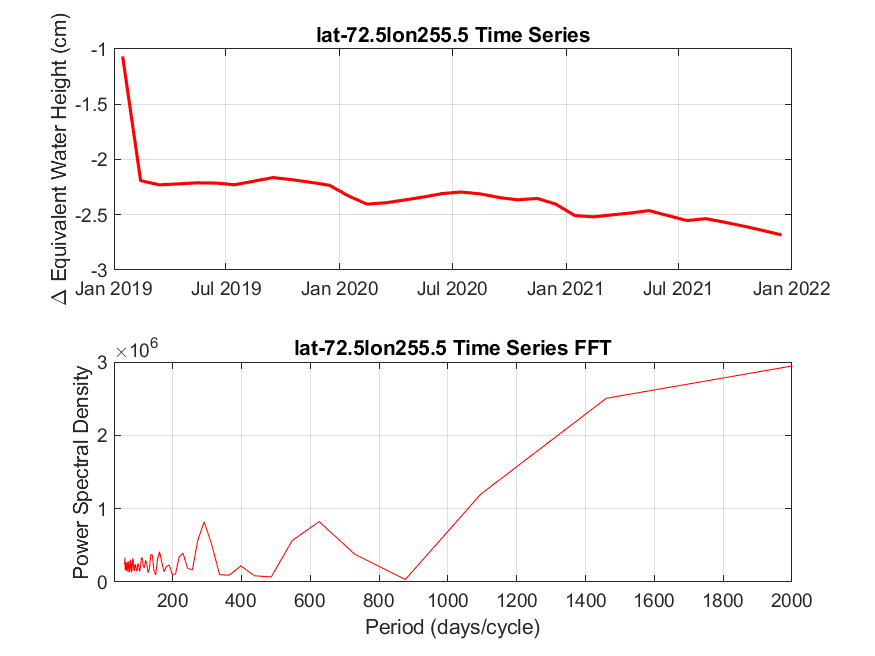 lat-72.5lon255.5 Time Series
Δ Equivalent Water Height (cm)
-1
-1.5
-2
-2.5
-3
Jan 2019 Jul 2019 Jan 2020 Jul 2020 Jan 2021 Jul 2021 Jan 2022
lat-72.5lon255.5 Time Series FFT
×10⁶
Power Spectral Density
3
2
1
0
200 400 600 800 1000 1200 1400 1600 1800 2000
Period (days/cycle)